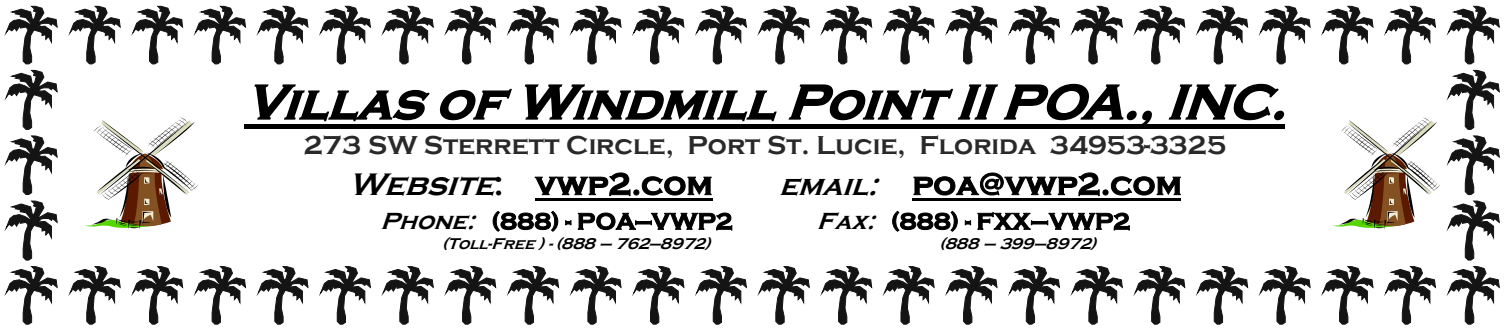 VILLAS OF WINDMILL POINT II POA., INC.
273 SW STERRETT CIRCLE, PORT ST. LUCIE, FLORIDA 34953-3325
WEBSITE: VWP2.COM EMAIL: POA@VWP2.COM
PHONE: (888) - POA–VWP2 FAX: (888) - FXX–VWP2
(TOLL-FREE ) - (888 – 762–8972) (888 – 399–8972)